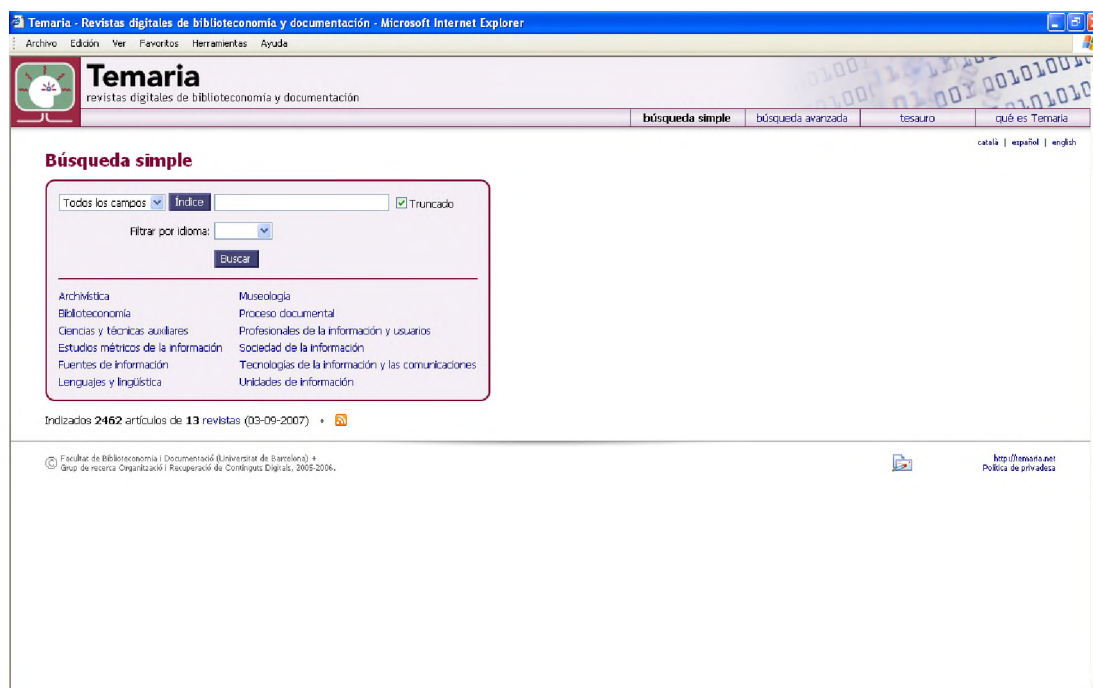 Temaria - Revistas digitales de biblioteconomia y documentación - Microsoft Internet Explorer
Archivo Edición Ver Favoritos Herramientas Ayuda
Temaria
revistas digitales de biblioteconomia y documentación
búsqueda simple búsqueda avanzada tesauro qué es Temaria
català | español | english
Búsqueda simple
Todos los campos Índice Truncado
Filtrar por idioma:
Buscar
Archivística Museología
Biblioteconomía Proceso documental
Ciencias y técnicas auxiliares Profesionales de la información y usuarios
Estudios métricos de la información Sociedad de la información
Fuentes de información Tecnologías de la información y las comunicaciones
Lenguajes y lingüística Unidades de información
Indizados 2462 artículos de 13 revistas (03-09-2007)
© Facultat de Biblioteconomia i Documentació (Universitat de Barcelona) +
Grup de recerca Organització i Recuperació de Continguts Digitals, 2005-2006.
http://temaria.net
Política de privadesa